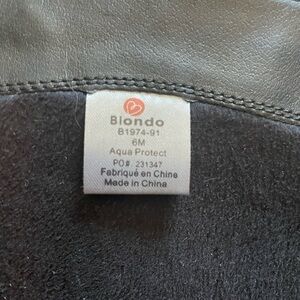 Blondo
B1974-91
6M
Aqua Protect
PO#. 231347
Fabriqué en Chine
Made in China